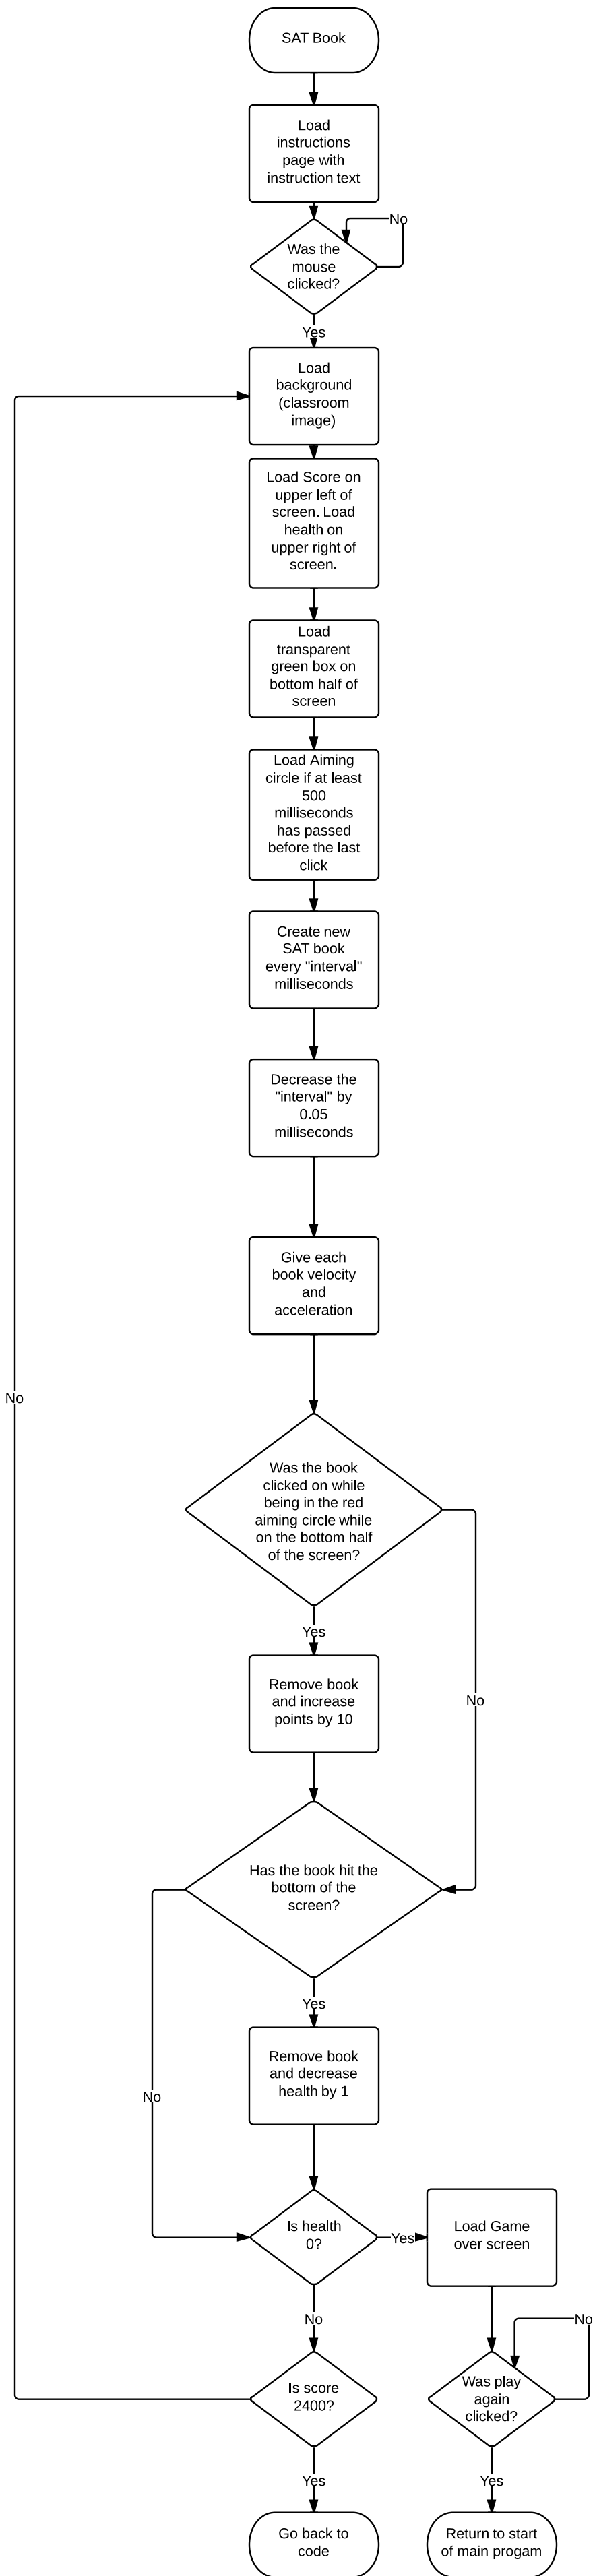 SAT Book
Load
instructions
page with
instruction text
No
Was the
mouse
clicked?
Yes
Load
background
(classroom
image)
Load Score on
upper left of
screen. Load
health on
upper right of
screen.
Load
transparent
green box on
bottom half of
screen
Load Aiming
circle if at least
500
milliseconds
has passed
before the last
click
Create new
SAT book
every "interval"
milliseconds
Decrease the
"interval" by
0.05
milliseconds
Give each
book velocity
and
acceleration
No
Was the book
clicked on while
being in the red
aiming circle while
on the bottom half
of the screen?
Yes
Remove book
and increase
points by 10
No
Has the book hit the
bottom of the
screen?
Yes
Remove book
and decrease
health by 1
No
Is health
0?
Yes
Load Game
over screen
No
No
Is score
2400?
Was play
again
clicked?
Yes
Yes
Go back to
code
Return to start
of main progam